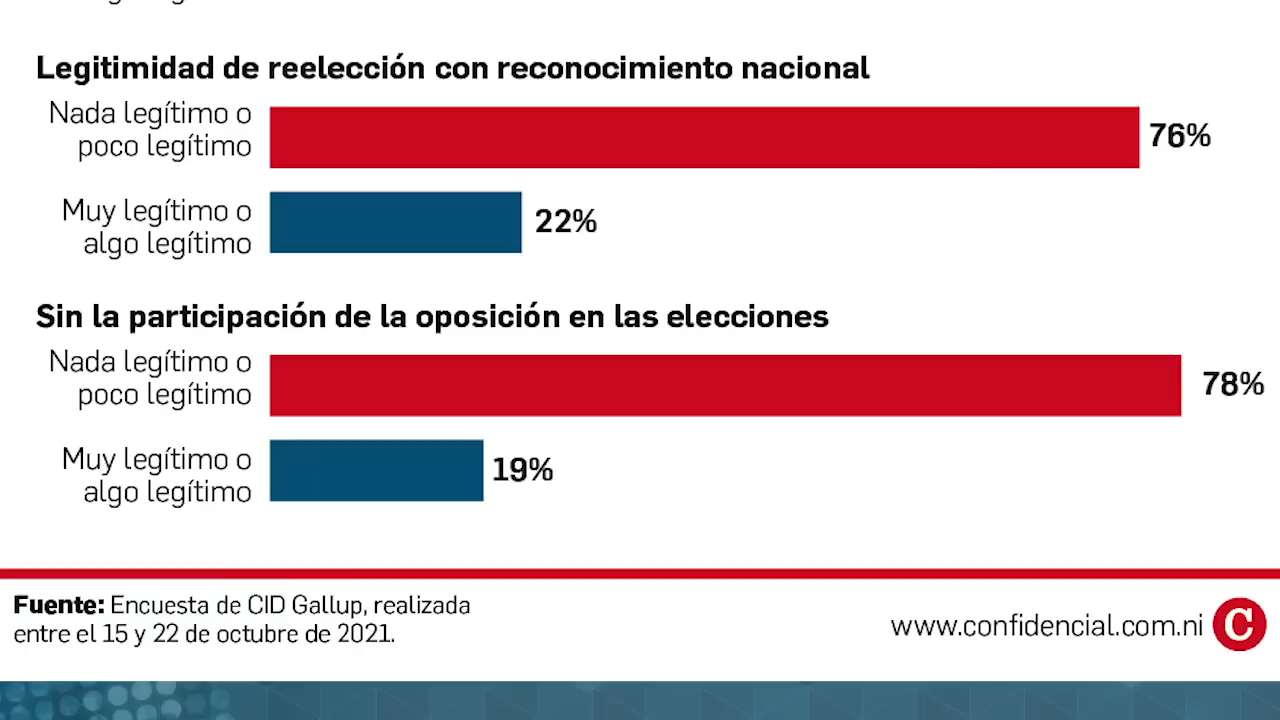 Legitimidad de reelección con reconocimiento nacional
Nada legítimo o
poco legítimo
76%
Muy legítimo o
algo legítimo
22%
Sin la participación de la oposición en las elecciones
Nada legítimo o
poco legítimo
78%
Muy legítimo o
algo legítimo
19%
Fuente: Encuesta de CID Gallup, realizada
entre el 15 y 22 de octubre de 2021.
www.confidencial.com.ni
C